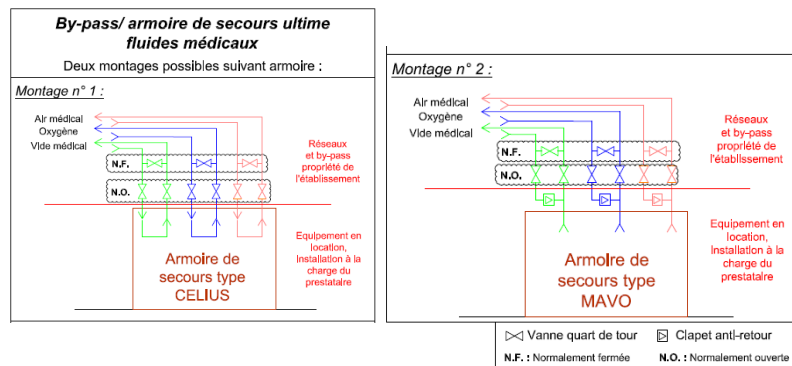 By-pass/ armoire de secours ultime
fluides médicaux
Deux montages possibles suivant armoire :
Montage n° 1 :
Air médical
Oxygène
Vide médical
N.F.
N.O.
Réseaux
et by-pass
propriété de
l'établissement
Equipement en
location,
Installation à la
charge du
prestataire
Armoire de
secours type
CELIUS
Montage n° 2 :
Air médical
Oxygène
Vide médical
N.F.
N.O.
Réseaux
et by-pass
propriété de
l'établissement
Equipement en
location,
Installation à la
charge du
prestataire
Armoire de
secours type
MAVO
Vanne quart de tour
Clapet anti-retour
N.F. : Normalement fermée
N.O. : Normalement ouverte